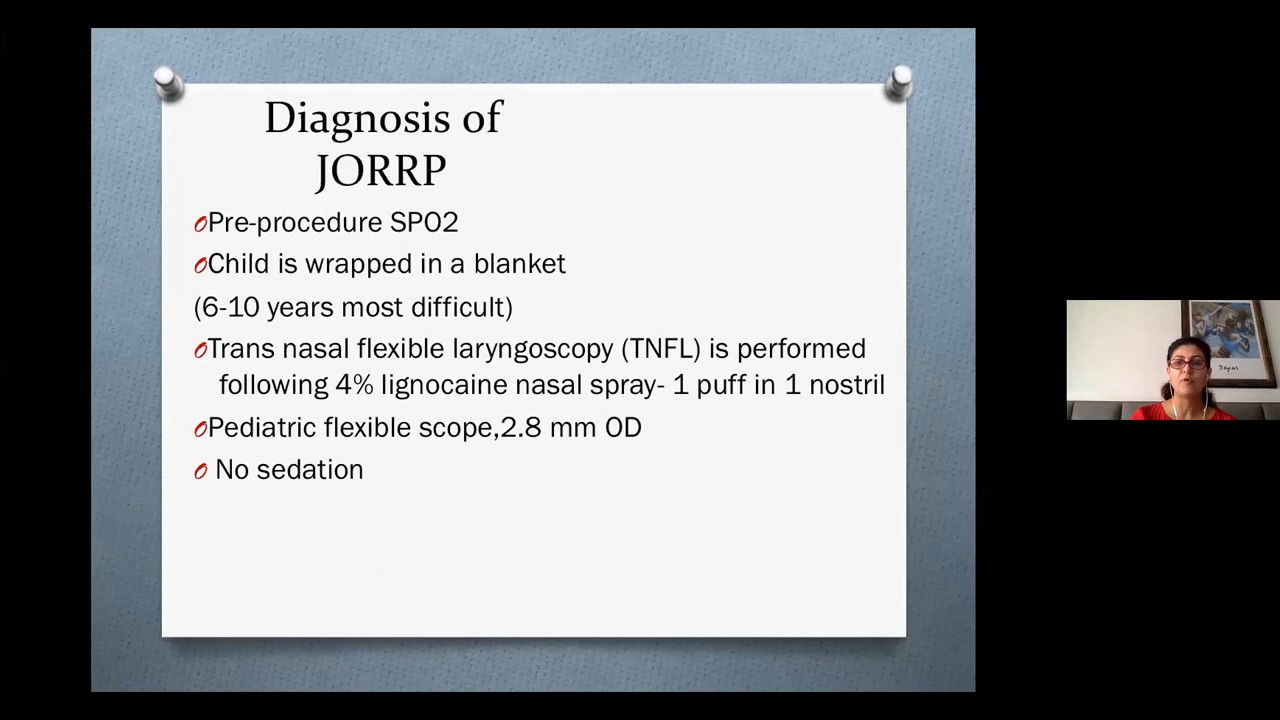 Diagnosis of
JORRP
Pre-procedure SPO2
Child is wrapped in a blanket
(6-10 years most difficult)
Trans nasal flexible laryngoscopy (TNFL) is performed
following 4% lignocaine nasal spray- 1 puff in 1 nostril
Pediatric flexible scope,2.8 mm OD
No sedation
Degas